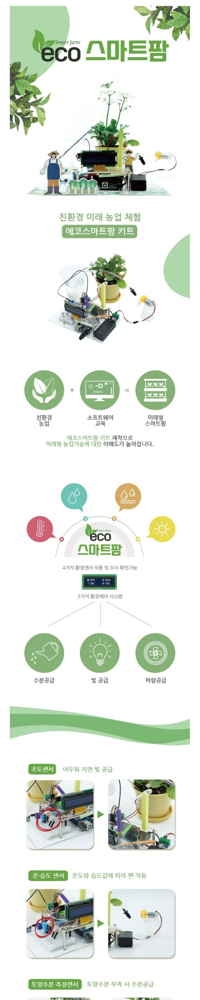 Smart farm
eco 스마트팜
친환경 미래 농업 체험
에코스마트팜 키트
+
=
친환경
농업
소프트웨어
교육
미래형
스마트팜
에코스마트팜 키트 제작으로
미래형 농업기술에 대한 이해도가 높아집니다.
Smart farm
eco
스마트팜
4가지 환경센서 작동 및 수치 확인가능
M: 57% D: 97ph
T: 29C H: 70%
3가지 환경제어 시스템
수분공급
빛 공급
바람공급
조도센서 어두워 지면 빛 공급
온·습도 센서 온도와 습도값에 따라 팬 작동
토양수분 측정센서 토양수분 부족 시 수분공급